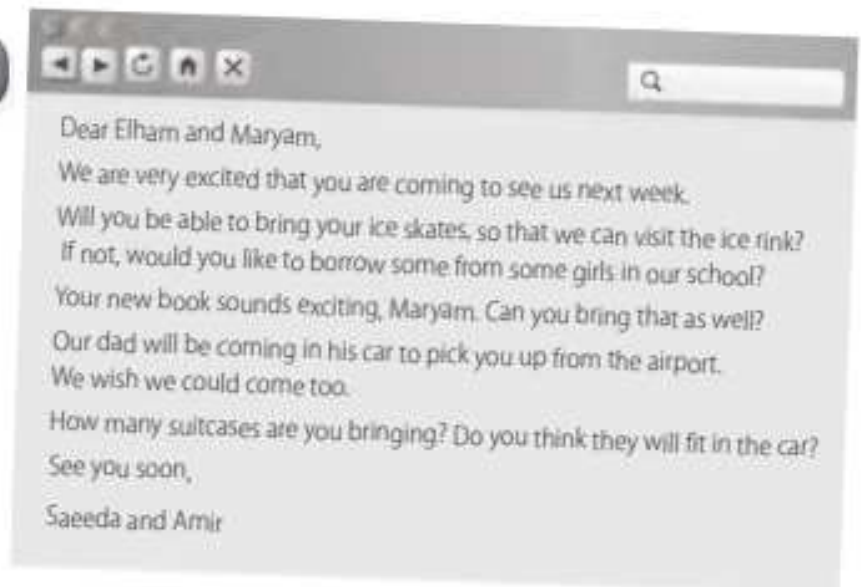 Dear Elham and Maryam,
We are very excited that you are coming to see us next week.
Will you be able to bring your ice skates, so that we can visit the ice rink?
If not, would you like to borrow some from some girls in our school?
Your new book sounds exciting, Maryam. Can you bring that as well?
Our dad will be coming in his car to pick you up from the airport.
We wish we could come too.
How many suitcases are you bringing? Do you think they will fit in the car?
See you soon,
Saeeda and Amir